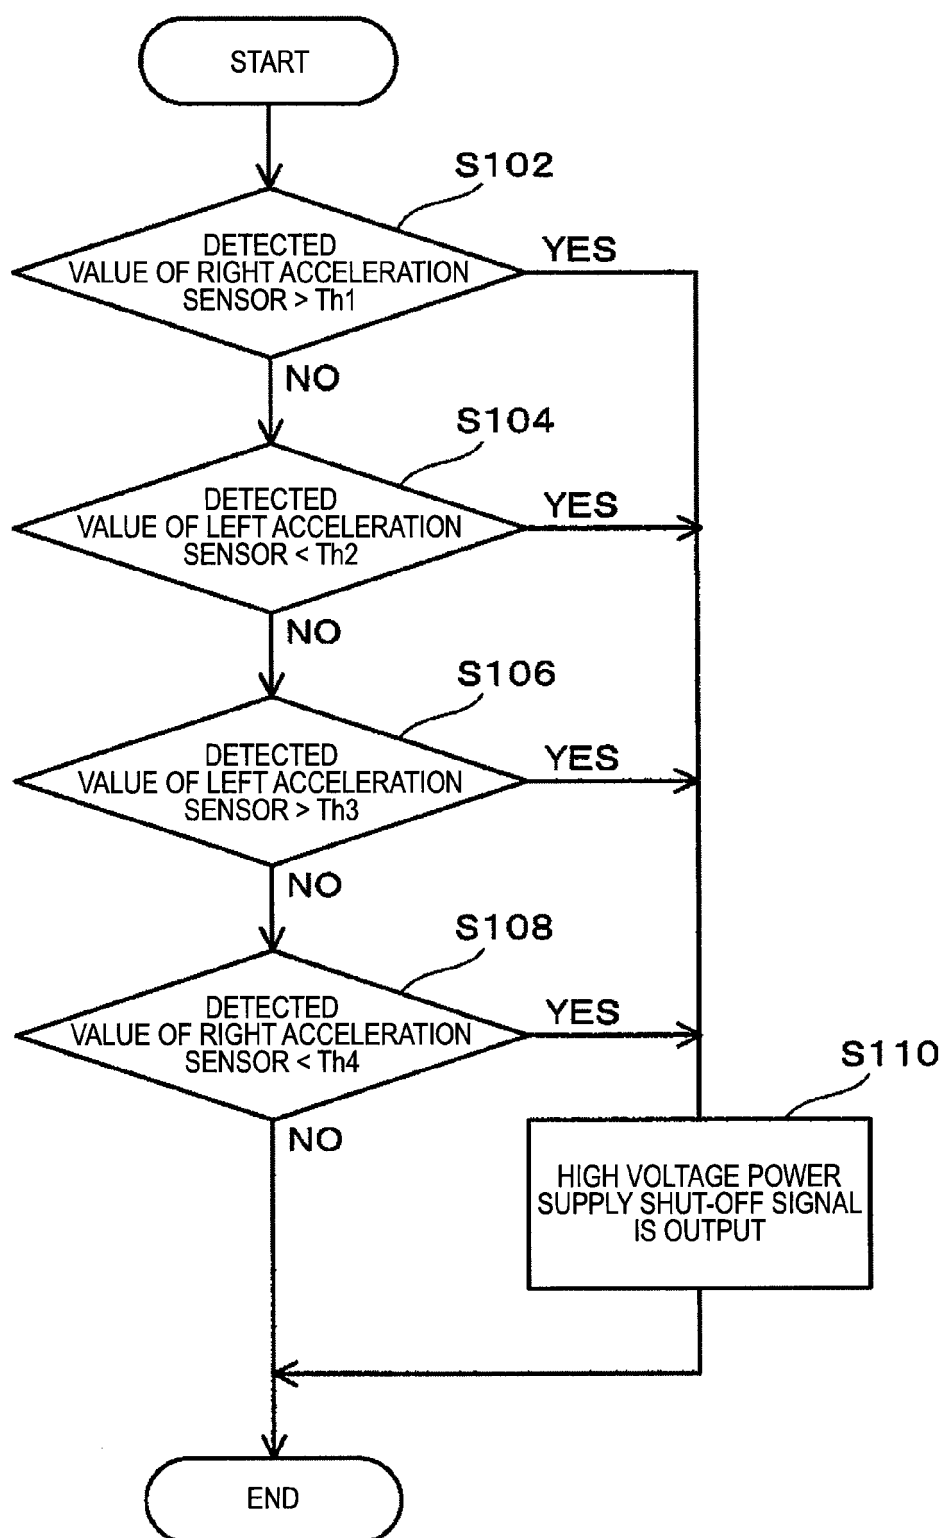 START
S102
DETECTED
VALUE OF RIGHT ACCELERATION
SENSOR > Th1
YES
NO
S104
DETECTED
VALUE OF LEFT ACCELERATION
SENSOR < Th2
YES
NO
S106
DETECTED
VALUE OF LEFT ACCELERATION
SENSOR > Th3
YES
NO
S108
DETECTED
VALUE OF RIGHT ACCELERATION
SENSOR < Th4
YES
NO
S110
HIGH VOLTAGE POWER
SUPPLY SHUT-OFF SIGNAL
IS OUTPUT
END